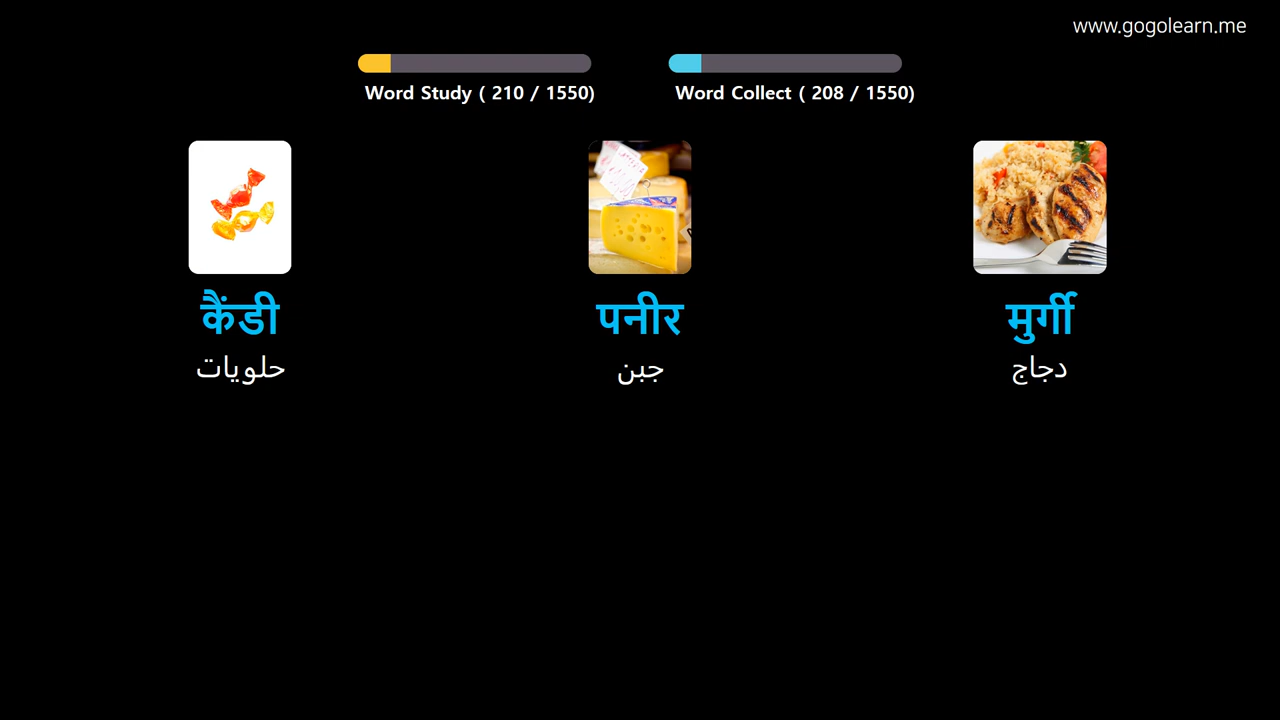 www.gogolearn.me
Word Study ( 210 / 1550)
Word Collect ( 208 / 1550)
कैंडी
पनीर
मुर्गी
حلويات
جبن
دجاج